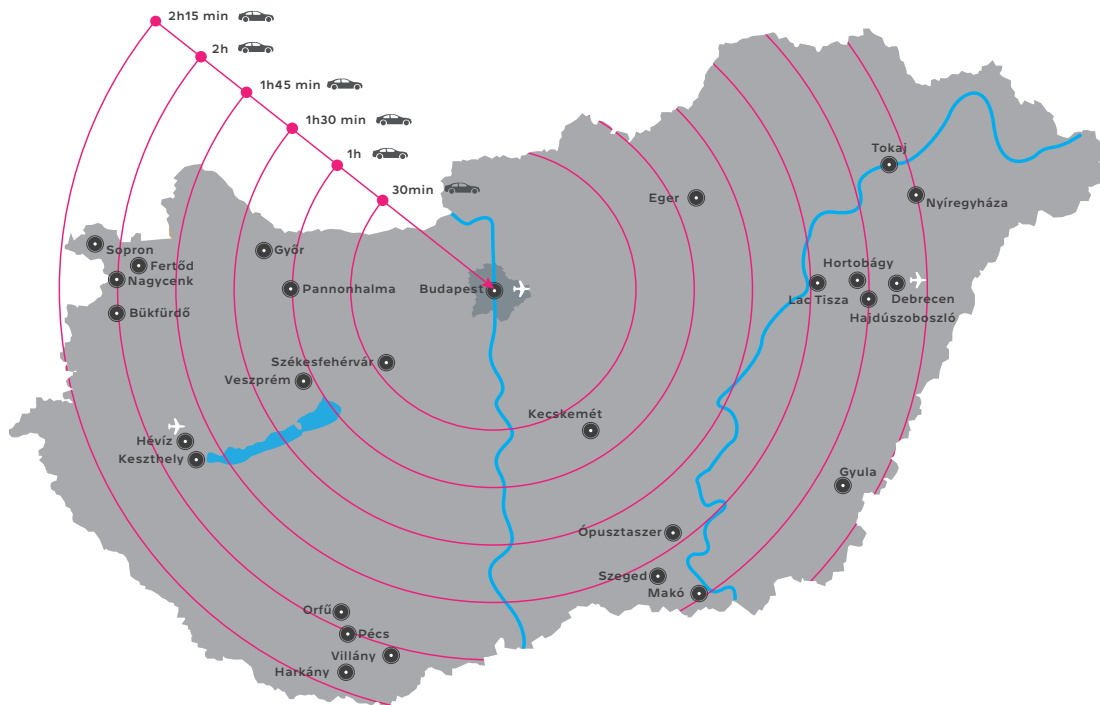 2h15 min
2h
1h45 min
1h30 min
1h
30min
Tokaj
Eger
Nyíregyháza
Sopron
Győr
Fertőd
Hortobágy
Nagycenk
Pannonhalma
Budapest
Lac Tisza
Debrecen
Bükfürdő
Hajdúszoboszló
Székesfehérvár
Veszprém
Kecskemét
Hévíz
Keszthely
Gyula
Ópusztaszer
Szeged
Makó
Orfű
Pécs
Villány
Harkány